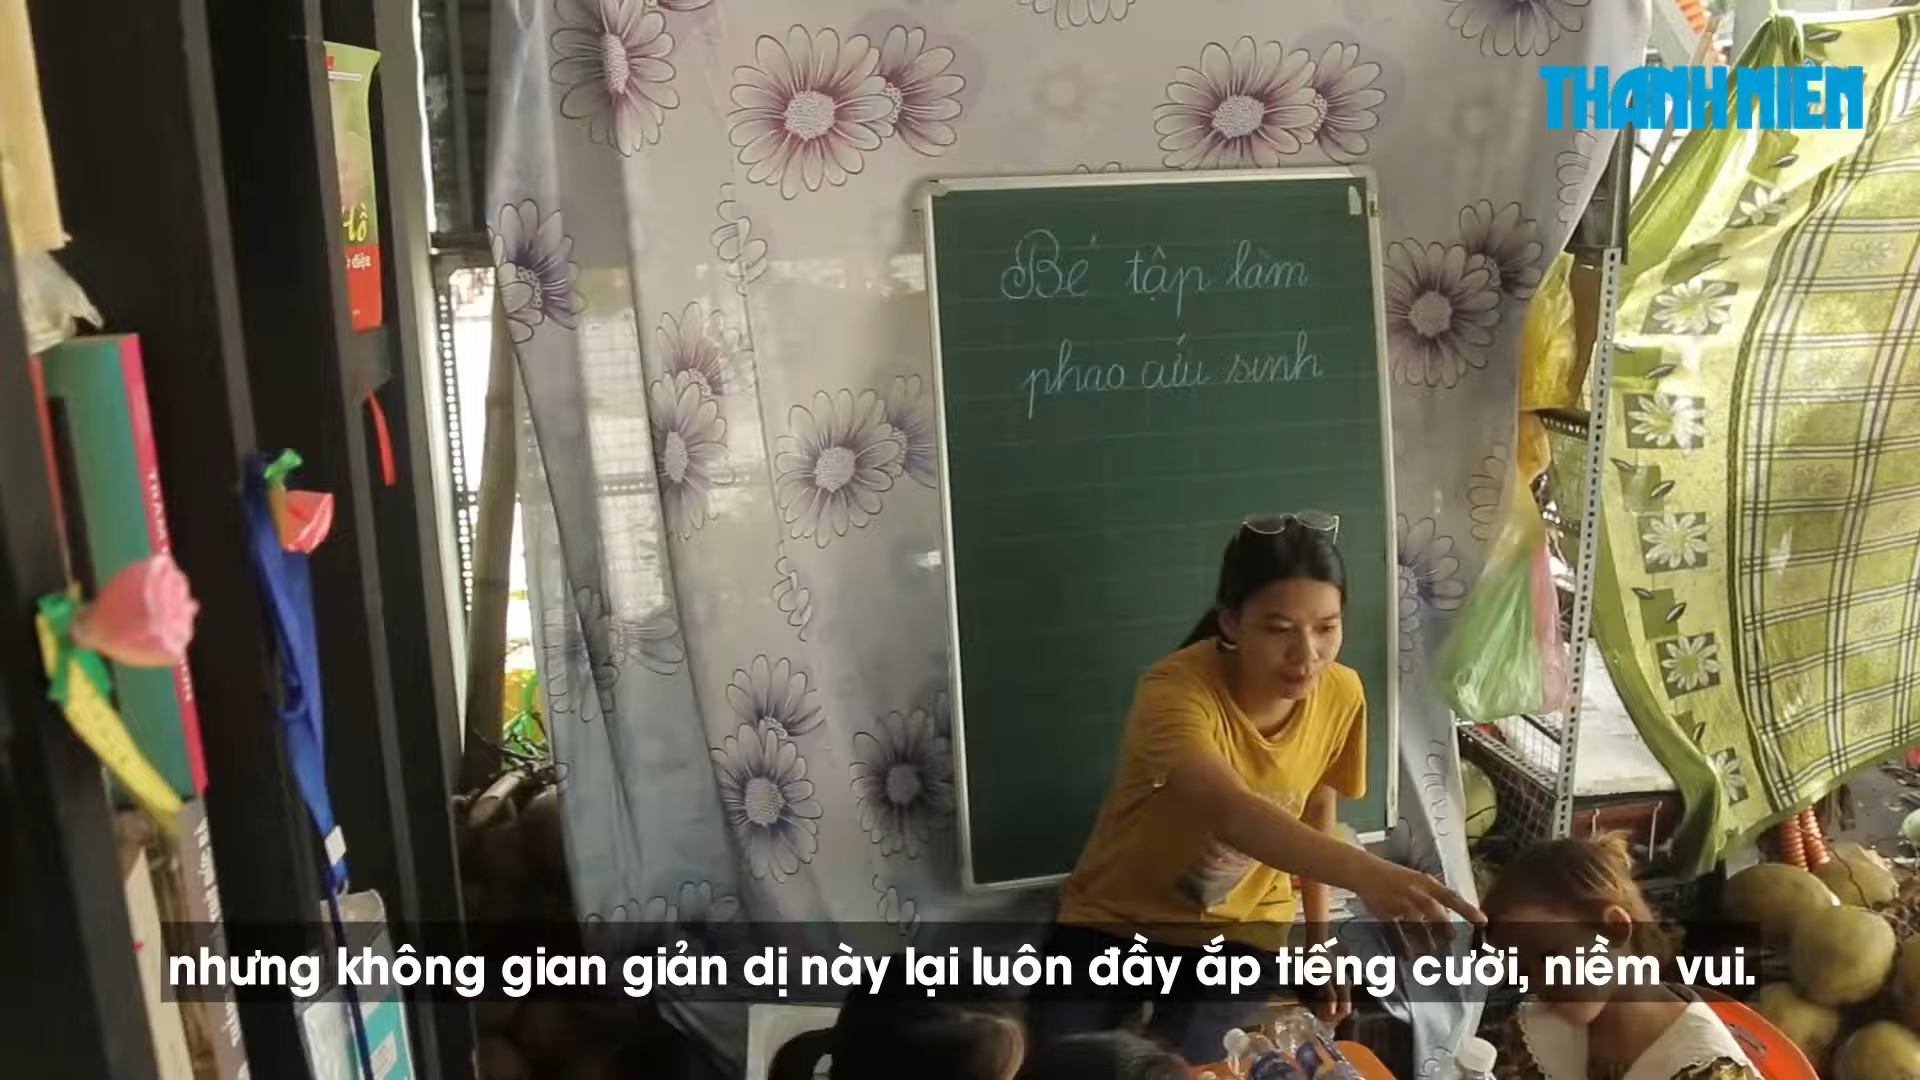 THANH NIÊN
Hồ
Bé tập làm
phao cứu sinh
nhưng không gian giản dị này lại luôn đầy ắp tiếng cười, niềm vui.